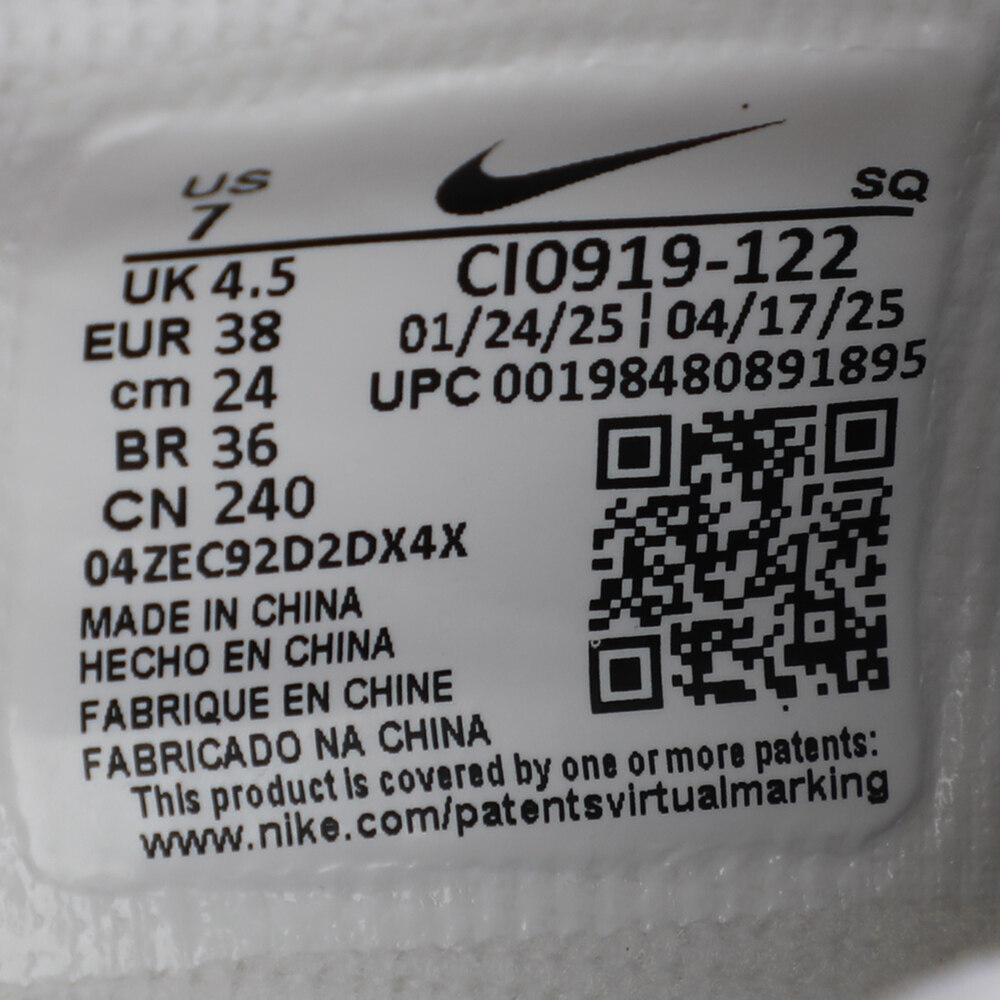 US
7
SQ
UK 4.5
CI0919-122
EUR 38
01/24/25 | 04/17/25
cm 24
UPC 00198480891895
BR 36
CN 240
04ZEC92D2DX4X
MADE IN CHINA
HECHO EN CHINA
FABRIQUE EN CHINE
FABRICADO NA CHINA
This product is covered by one or more patents:
www.nike.com/patentsvirtualmarking